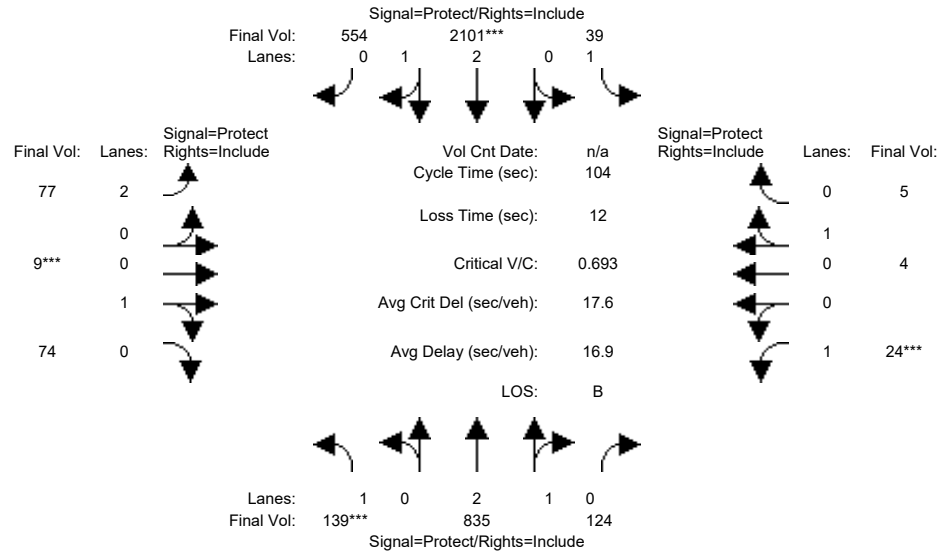 Signal=Protect/Rights=Include
Final Vol: 554 2101*** 39
Lanes: 0 1 2 0 1
Signal=Protect
Final Vol: Lanes: Rights=Include
Vol Cnt Date: n/a
Signal=Protect
Rights=Include Lanes: Final Vol:
Cycle Time (sec): 104
77 2
0 5
Loss Time (sec): 12
0
1
9*** 0
Critical V/C: 0.693
0 4
1
Avg Crit Del (sec/veh): 17.6
0
74 0
Avg Delay (sec/veh): 16.9
1 24***
LOS: B
Lanes: 1 0 2 1 0
Final Vol: 139*** 835 124
Signal=Protect/Rights=Include